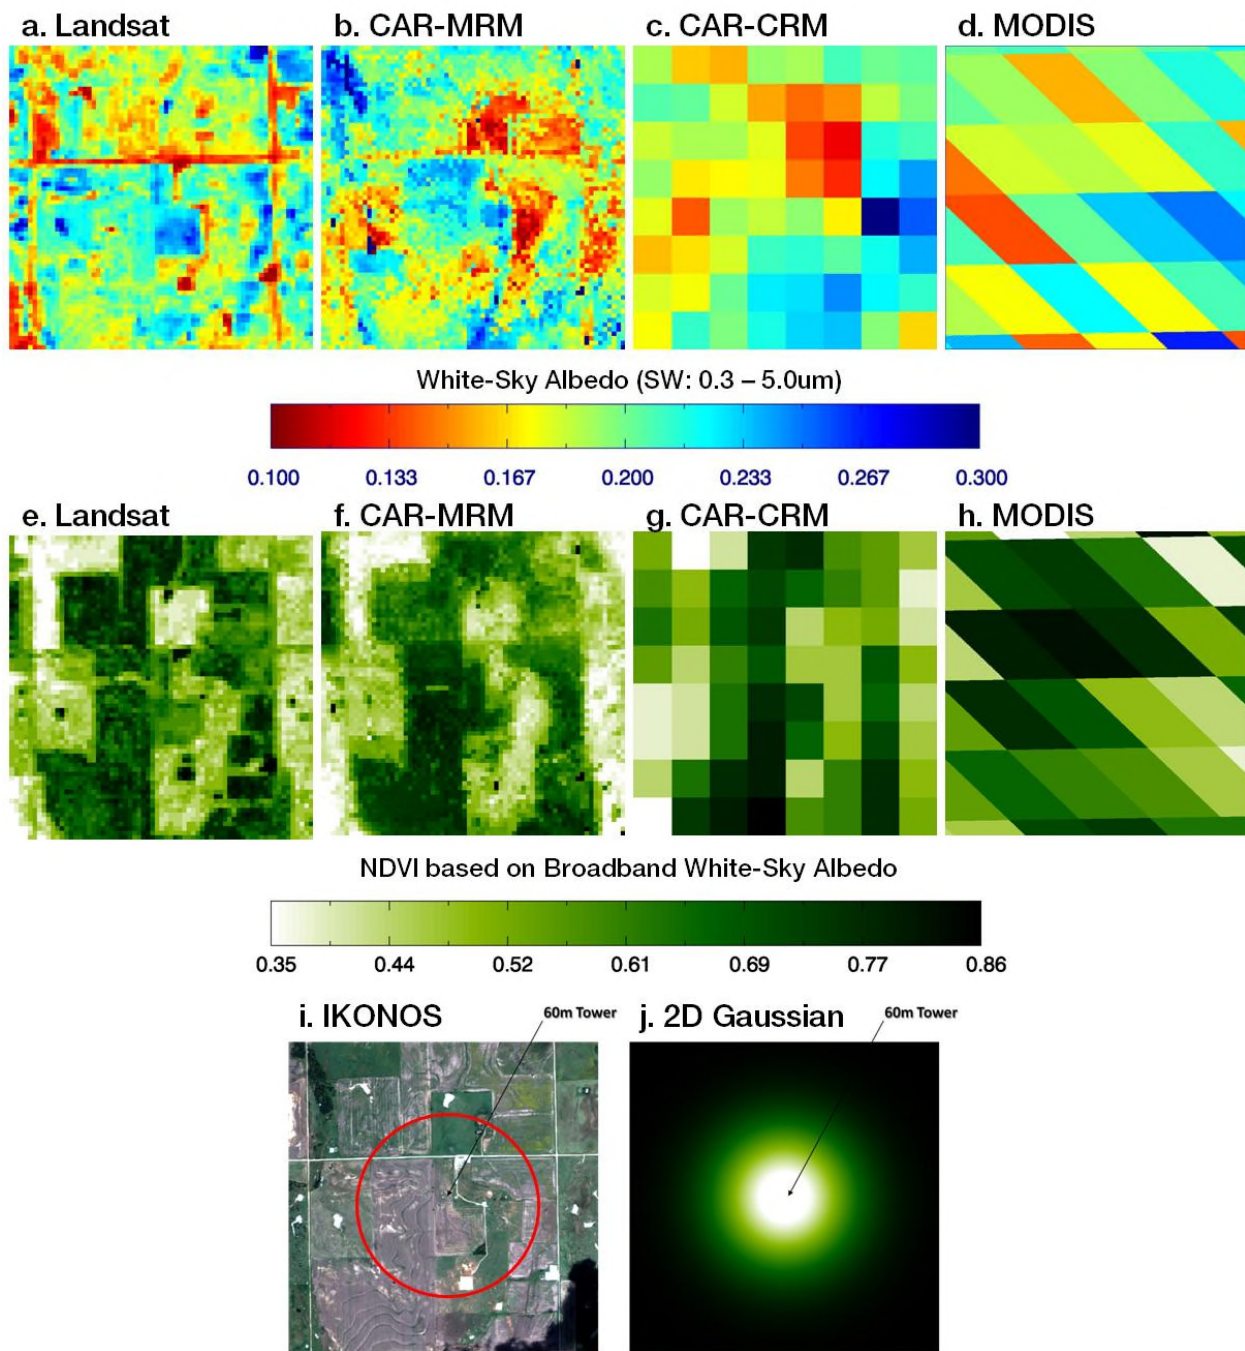 a. Landsat b. CAR-MRM c. CAR-CRM d. MODIS
White-Sky Albedo (SW: 0.3 – 5.0um)
0.100 0.133 0.167 0.200 0.233 0.267 0.300
e. Landsat f. CAR-MRM g. CAR-CRM h. MODIS
NDVI based on Broadband White-Sky Albedo
0.35 0.44 0.52 0.61 0.69 0.77 0.86
i. IKONOS 60m Tower j. 2D Gaussian 60m Tower